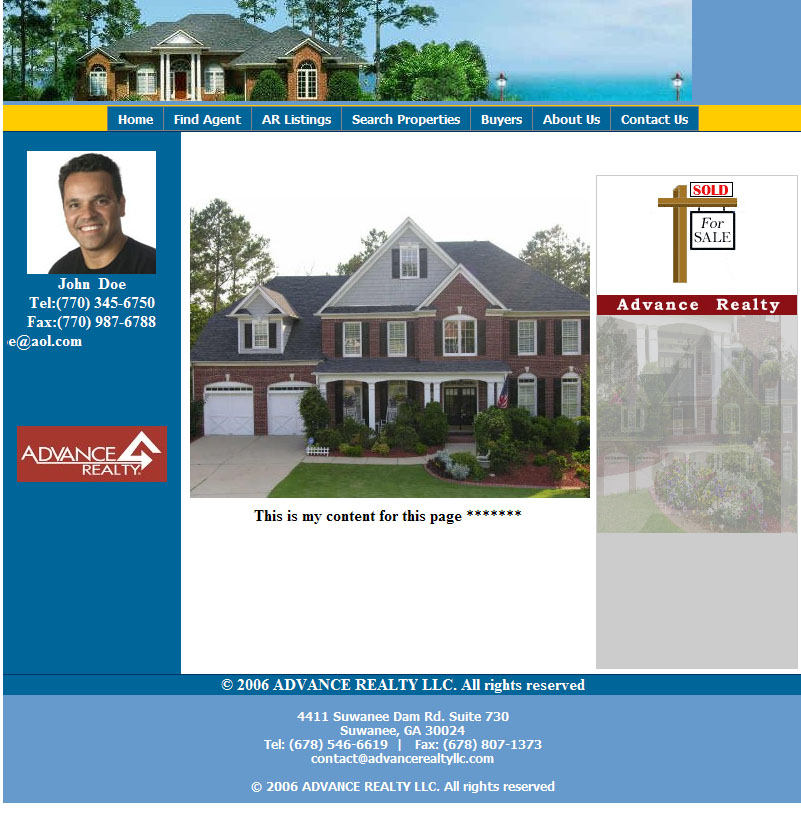 Home Find Agent AR Listings Search Properties Buyers About Us Contact Us
John Doe
Tel:(770) 345-6750
Fax:(770) 987-6788
e@aol.com
ADVANCE
REALTY
This is my content for this page *******
SOLD
For
SALE
Advance Realty
© 2006 ADVANCE REALTY LLC. All rights reserved
4411 Suwanee Dam Rd. Suite 730
Suwanee, GA 30024
Tel: (678) 546-6619 | Fax: (678) 807-1373
contact@advancerealtyllc.com
© 2006 ADVANCE REALTY LLC. All rights reserved